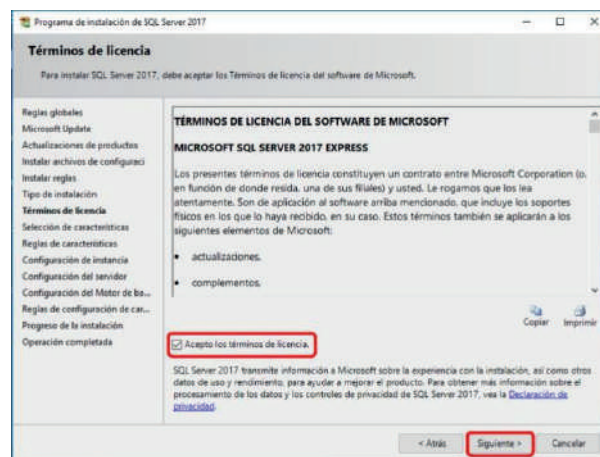 Programa de instalación de SQL Server 2017
Términos de licencia
Para instalar SQL Server 2017, debe aceptar los Términos de licencia del software de Microsoft.
Reglas globales
Microsoft Update
Actualizaciones de productos
Instalar archivos de configuraci
Instalar reglas
Tipo de instalación
Términos de licencia
Selección de características
Reglas de características
Configuración de instancia
Configuración del servidor
Configuración del Motor de ba...
Reglas de configuración de car...
Progreso de la instalación
Operación completada
TÉRMINOS DE LICENCIA DEL SOFTWARE DE MICROSOFT
MICROSOFT SQL SERVER 2017 EXPRESS
Los presentes términos de licencia constituyen un contrato entre Microsoft Corporation (o,
en función de donde resida, una de sus filiales) y usted. Le rogamos que los lea
atentamente. Son de aplicación al software arriba mencionado, que incluye los soportes
físicos en los que lo haya recibido, en su caso. Estos términos también se aplicarán a los
siguientes elementos de Microsoft:
• actualizaciones,
• complementos,
Copiar Imprimir
Acepto los términos de licencia.
SQL Server 2017 transmite información a Microsoft sobre la experiencia con la instalación, así como otros
datos de uso y rendimiento, para ayudar a mejorar el producto. Para obtener más información sobre el
procesamiento de los datos y los controles de privacidad de SQL Server 2017, vea la Declaración de
privacidad.
< Atrás Siguiente > Cancelar